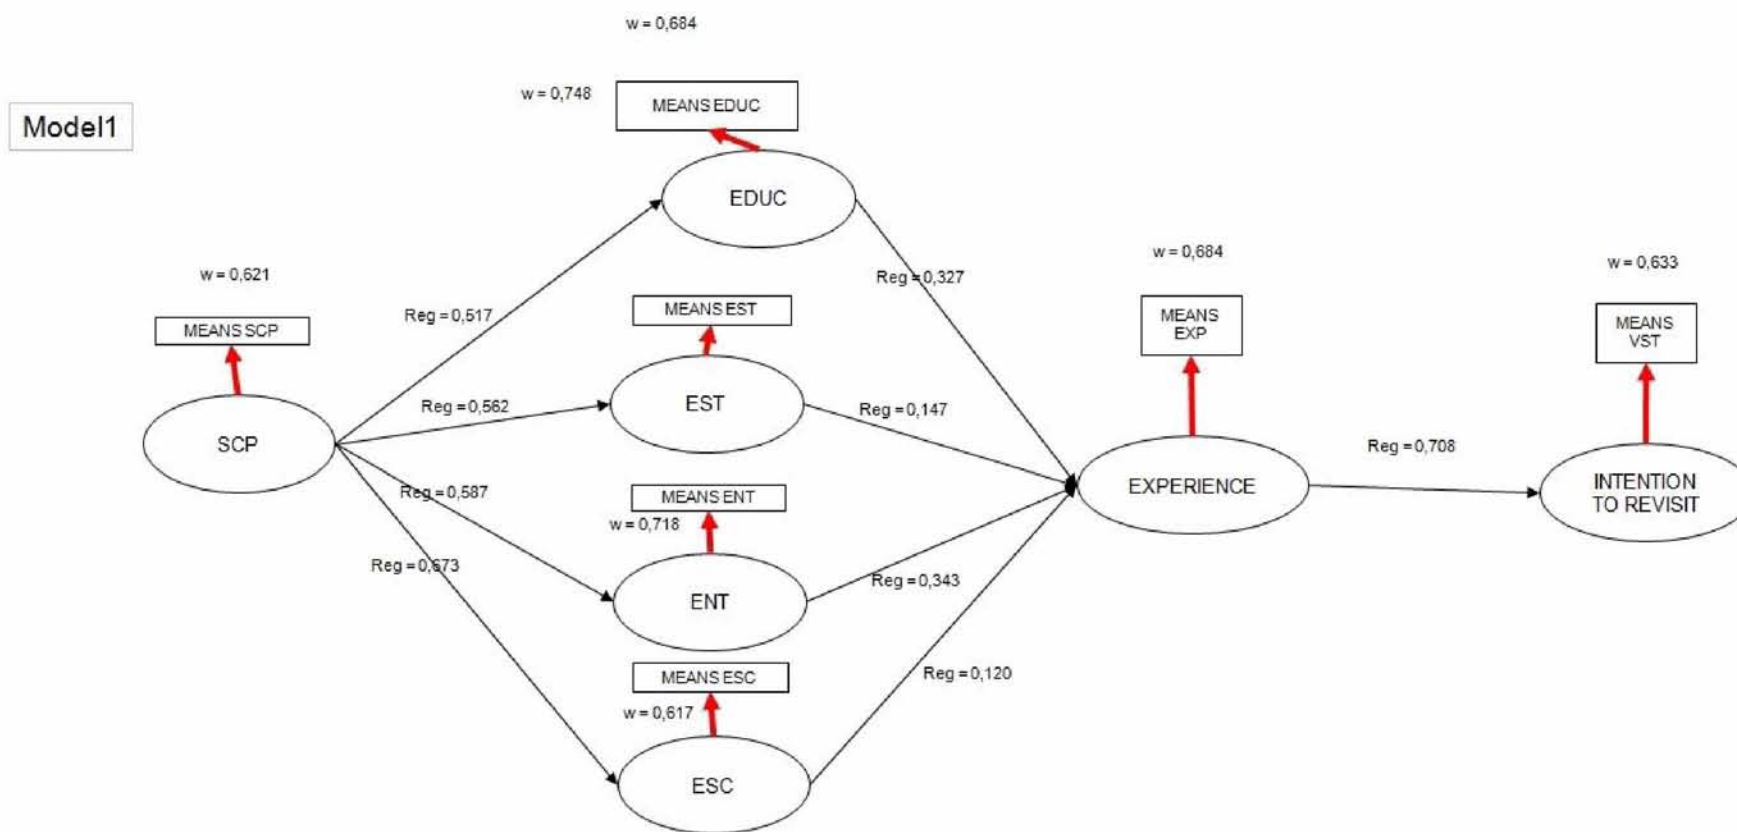 w = 0,684
w = 0,748
MEANS EDUC
Model1
EDUC
w = 0,621
w = 0,684
w = 0,633
Reg = 0,327
MEANS SCP
Reg = 0,517
MEANS EST
MEANS
EXP
MEANS
VST
Reg = 0,562
EST
Reg = 0,147
SCP
Reg = 0,708
Reg = 0,587
MEANS ENT
w = 0,718
EXPERIENCE
INTENTION
TO REVISIT
Reg = 0,673
ENT
Reg = 0,343
MEANS ESC
w = 0,617
Reg = 0,120
ESC